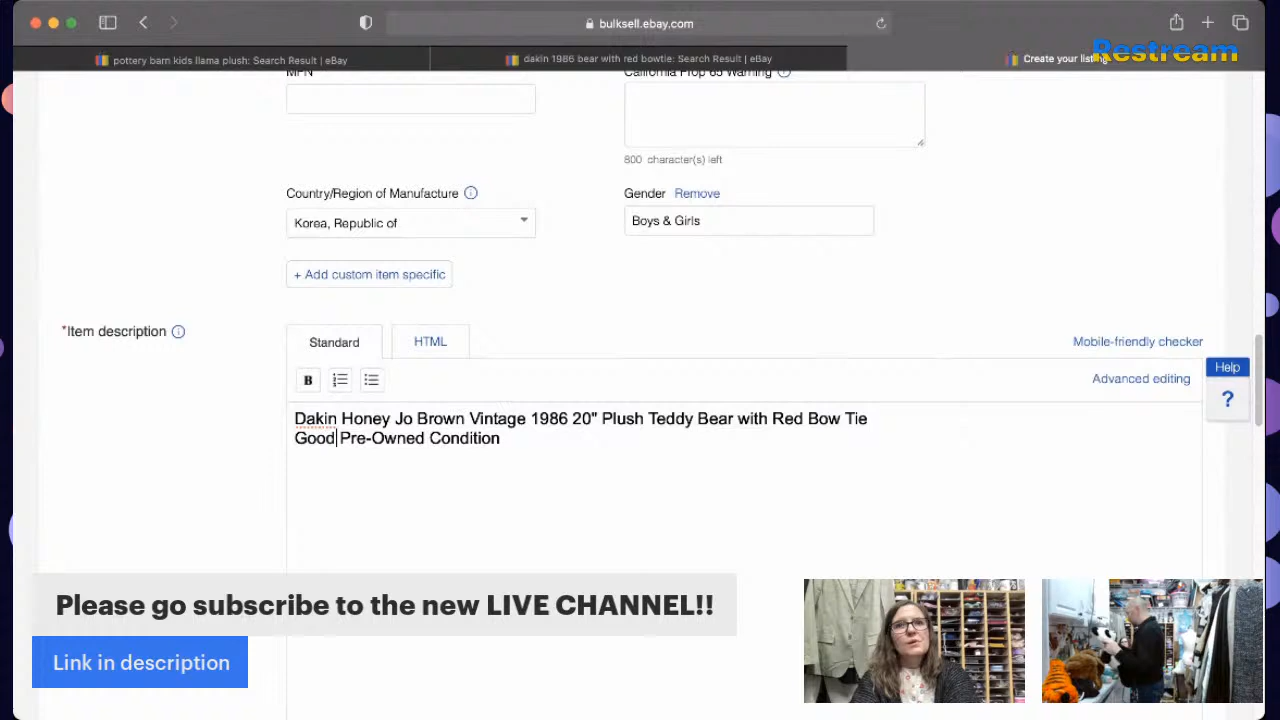 bulksell.ebay.com
pottery barn kids llama plush: Search Result | eBay
dakin 1986 bear with red bowtie: Search Result | eBay
Create your listing
Restream
MPN
California Prop 65 Warning
800 character(s) left
Country/Region of Manufacture
Gender Remove
Korea, Republic of
Boys & Girls
+ Add custom item specific
*Item description
Standard
HTML
Mobile-friendly checker
Help
B
Advanced editing
?
Dakin Honey Jo Brown Vintage 1986 20" Plush Teddy Bear with Red Bow Tie
Good Pre-Owned Condition
Please go subscribe to the new LIVE CHANNEL!!
Link in description